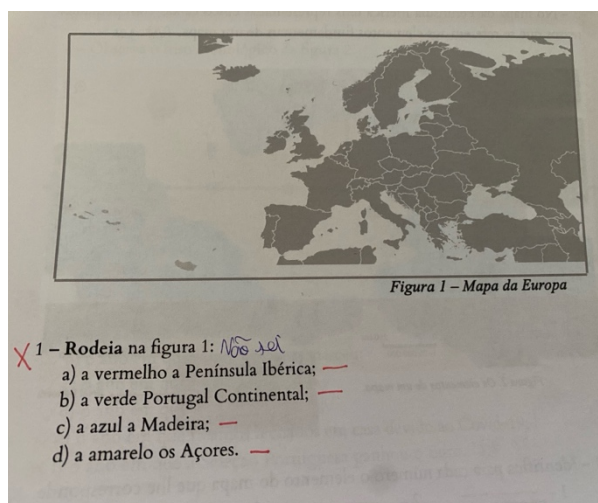 Figura 1 – Mapa da Europa
1 – Rodeia na figura 1: Não sei
a) a vermelho a Península Ibérica;
b) a verde Portugal Continental;
c) a azul a Madeira;
d) a amarelo os Açores.